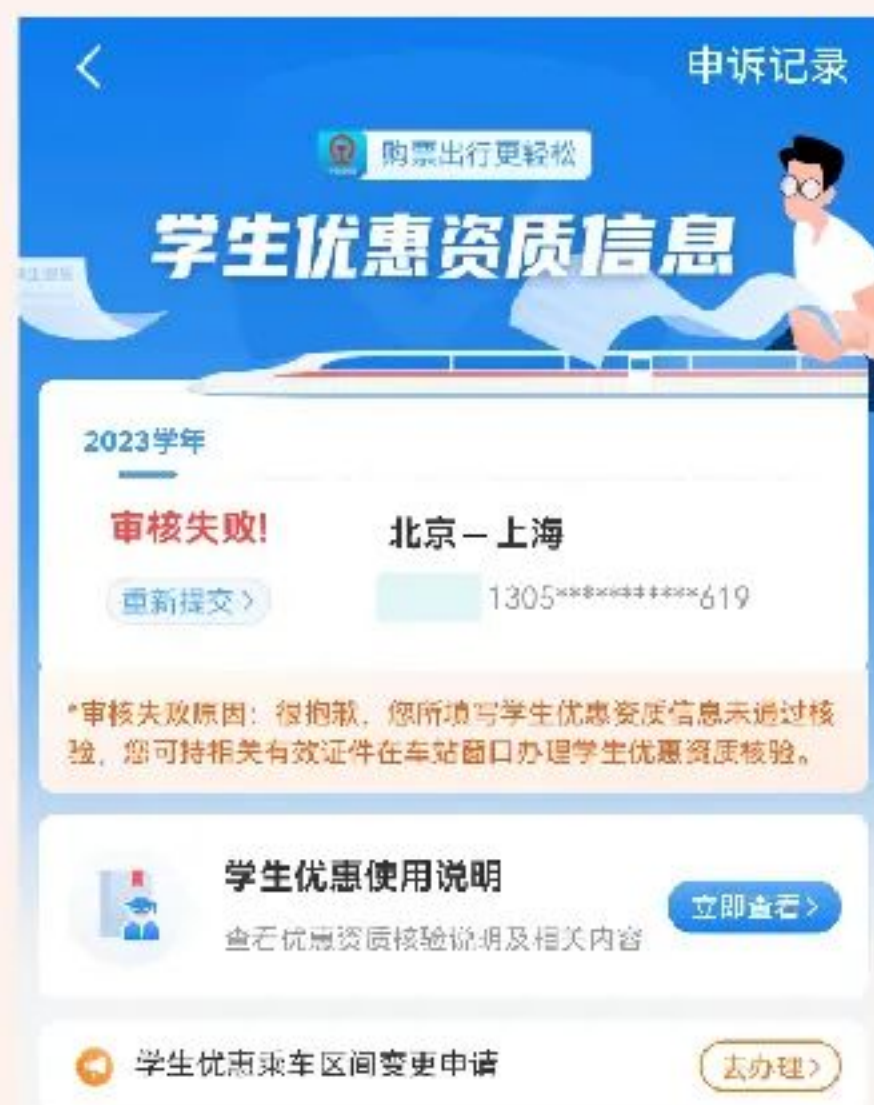 申诉记录
购票出行更轻松
学生优惠资质信息
2023学年
审核失败!
北京－上海
重新提交 >
1305***********619
*审核失败原因：很抱歉，您所填写学生优惠资质信息未通过核
验，您可持相关有效证件在车站窗口办理学生优惠资质核验。
学生优惠使用说明
立即查看 >
查看优惠资质核验说明及相关内容
学生优惠乘车区间变更申请
去办理 >